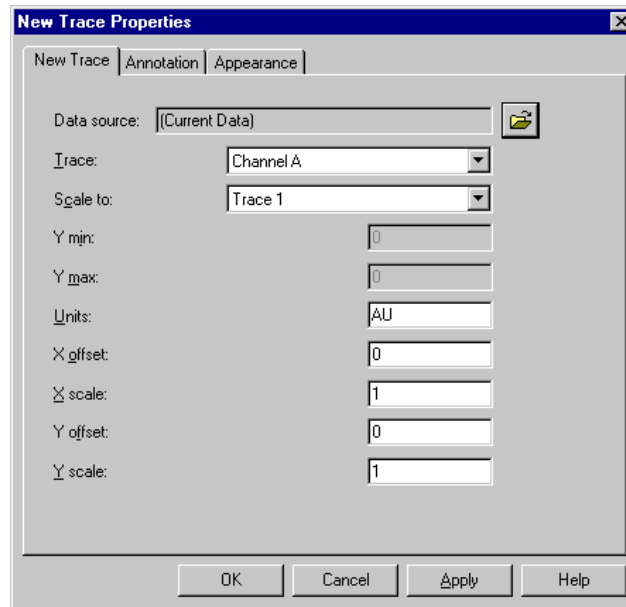 New Trace Properties
New Trace Annotation Appearance
Data source: (Current Data)
Trace: Channel A
Scale to: Trace 1
Y min: 0
Y max: 0
Units: AU
X offset: 0
X scale: 1
Y offset: 0
Y scale: 1
OK Cancel Apply Help